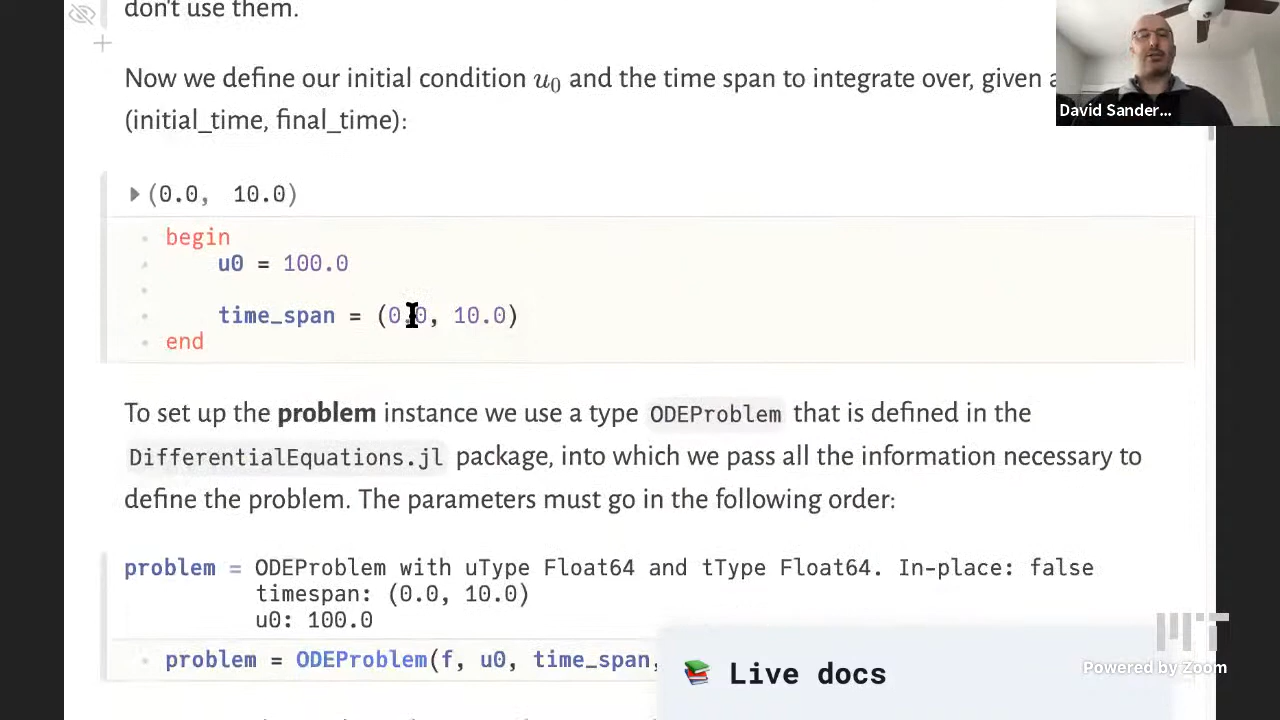 don't use them.
Now we define our initial condition u0 and the time span to integrate over, given
(initial_time, final_time):
(0.0, 10.0)
begin
u0 = 100.0
time_span = (0.0, 10.0)
end
To set up the problem instance we use a type ODEProblem that is defined in the
DifferentialEquations.jl package, into which we pass all the information necessary to
define the problem. The parameters must go in the following order:
problem = ODEProblem with uType Float64 and tType Float64. In-place: false
timespan: (0.0, 10.0)
u0: 100.0
problem = ODEProblem(f, u0, time_span,
Live docs
David Sander...
MIT
Powered by Zoom